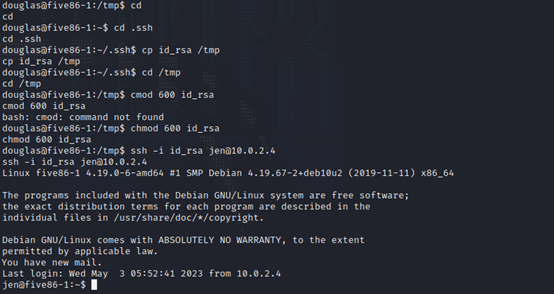 douglas@five86-1:/tmp$ cd
cd
douglas@five86-1:~$ cd .ssh
cd .ssh
douglas@five86-1:~/.ssh$ cp id_rsa /tmp
cp id_rsa /tmp
douglas@five86-1:~/.ssh$ cd /tmp
cd /tmp
douglas@five86-1:/tmp$ cmod 600 id_rsa
cmod 600 id_rsa
bash: cmod: command not found
douglas@five86-1:/tmp$ chmod 600 id_rsa
chmod 600 id_rsa
douglas@five86-1:/tmp$ ssh -i id_rsa jen@10.0.2.4
ssh -i id_rsa jen@10.0.2.4
Linux five86-1 4.19.0-6-amd64 #1 SMP Debian 4.19.67-2+deb10u2 (2019-11-11) x86_64
The programs included with the Debian GNU/Linux system are free software;
the exact distribution terms for each program are described in the
individual files in /usr/share/doc/*/copyright.
Debian GNU/Linux comes with ABSOLUTELY NO WARRANTY, to the extent
permitted by applicable law.
You have new mail.
Last login: Wed May  3 05:52:41 2023 from 10.0.2.4
jen@five86-1:~$